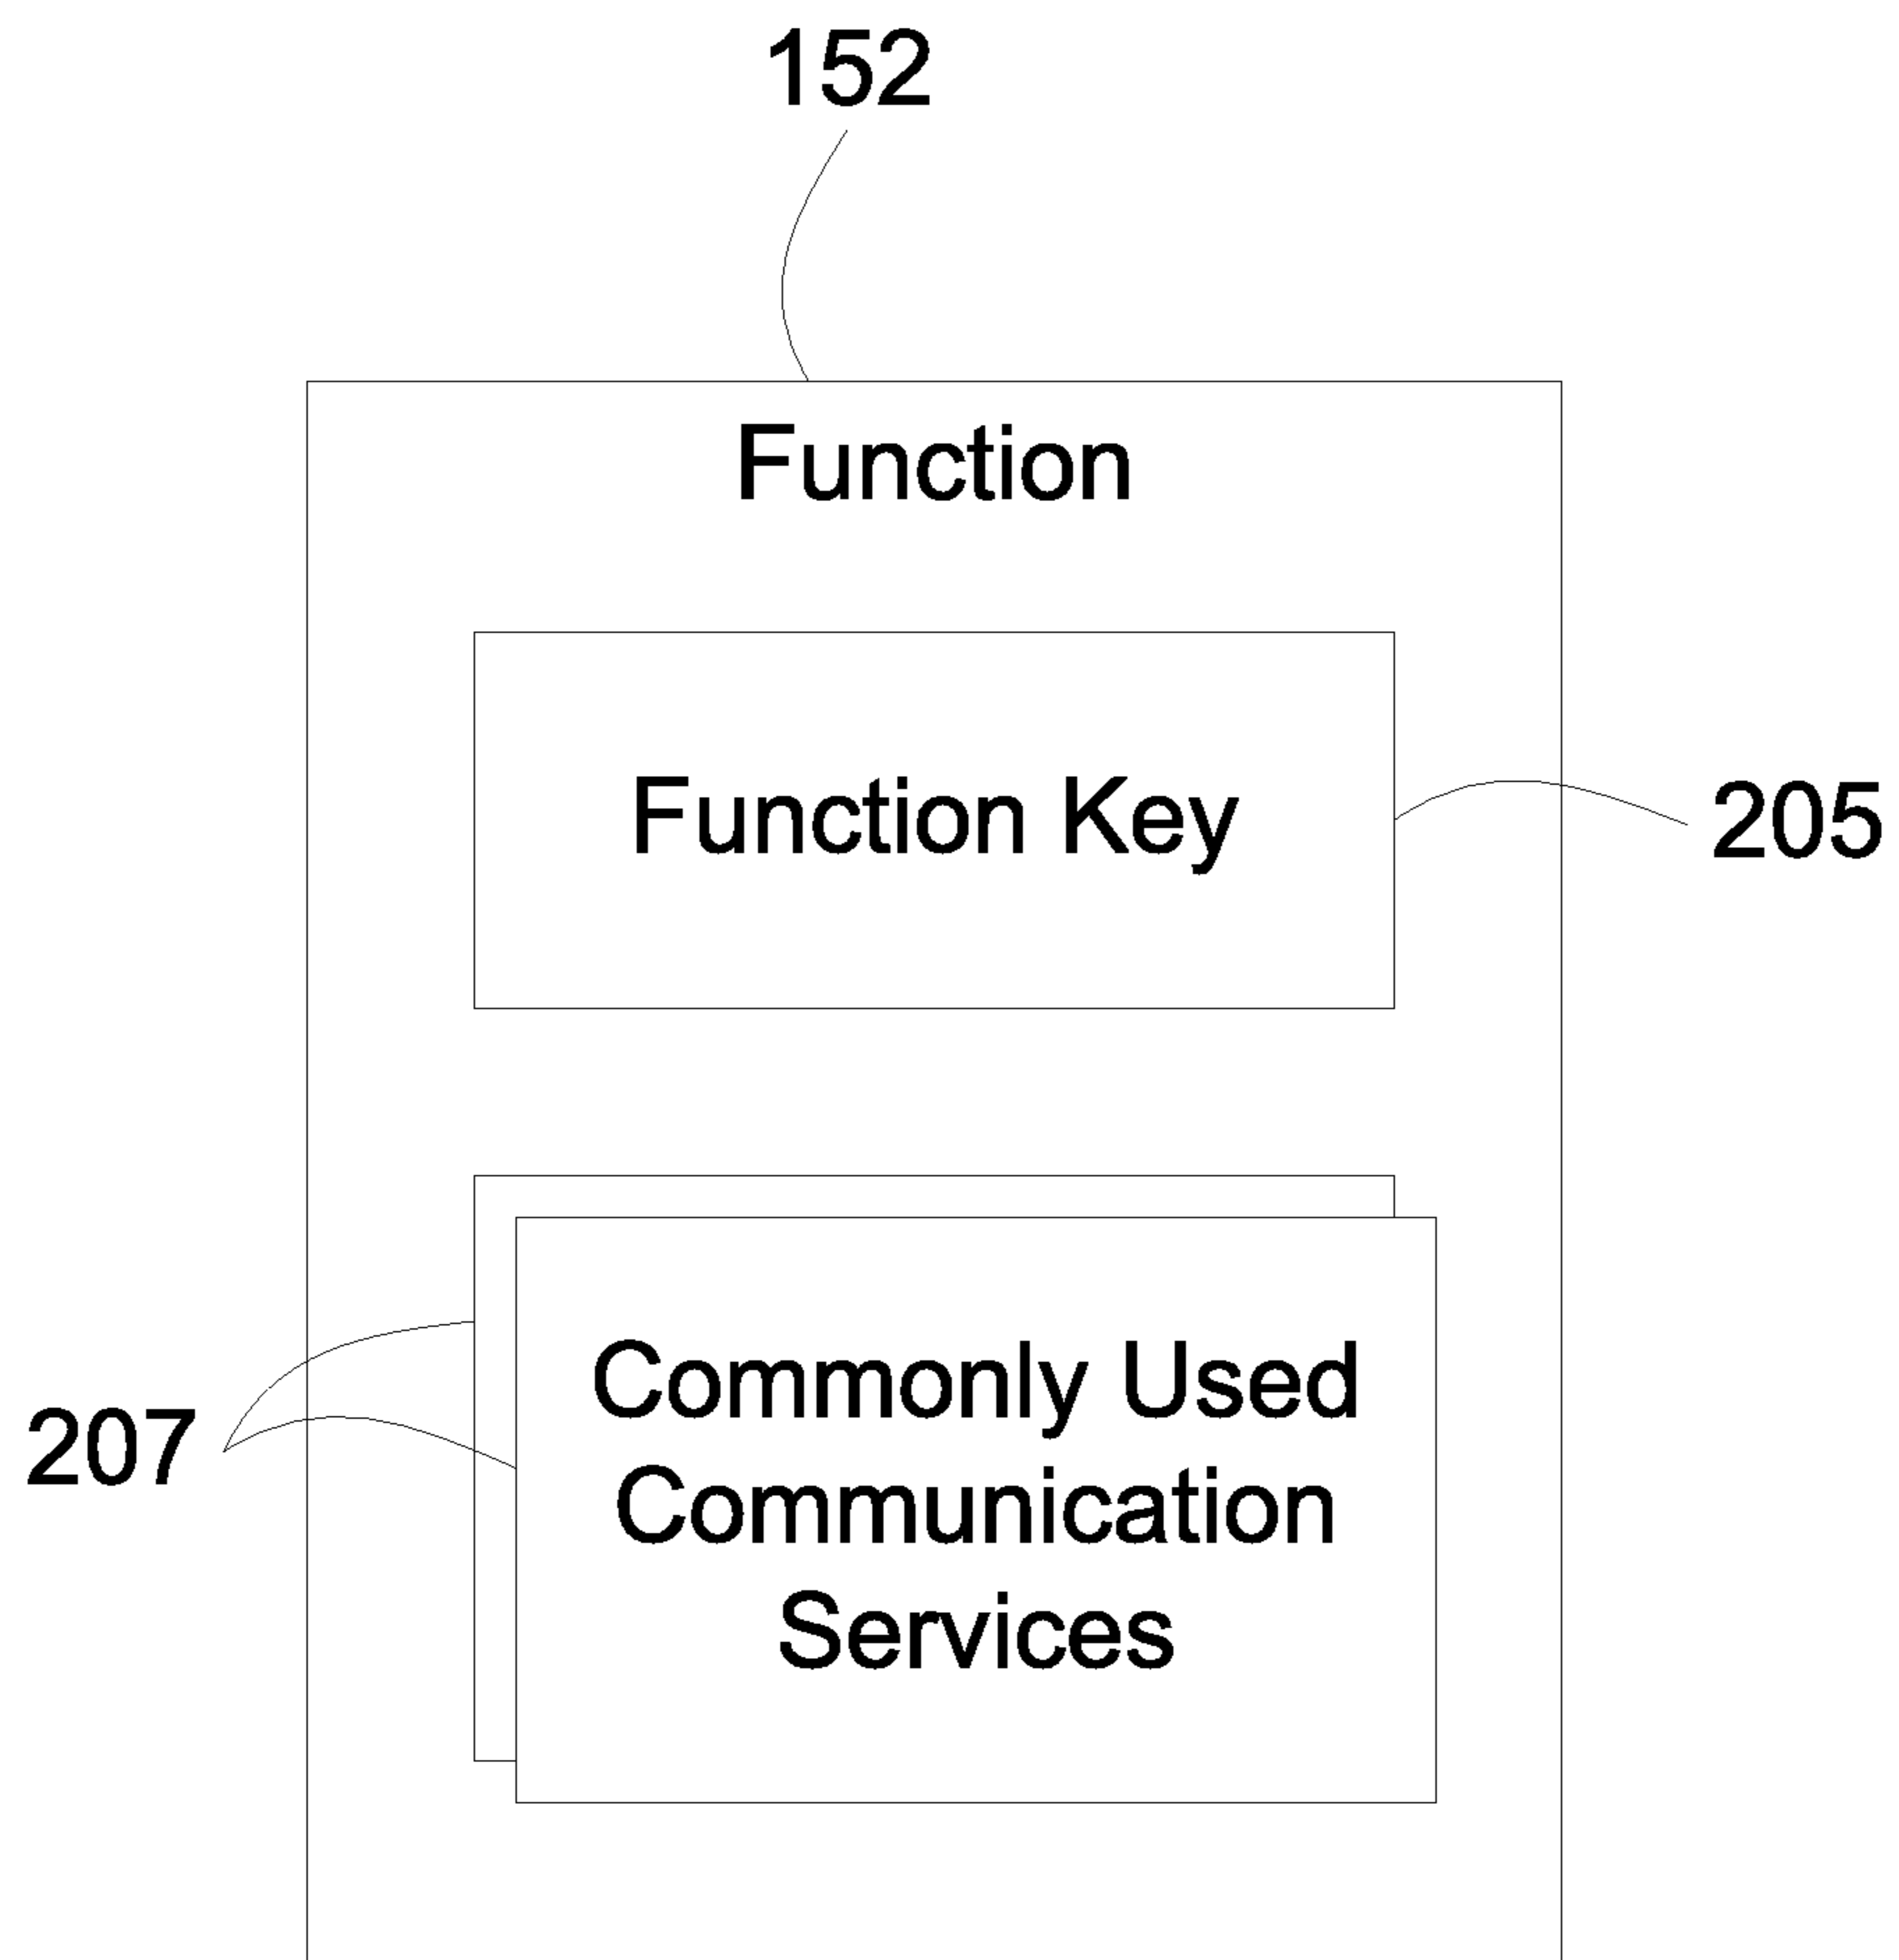 152
Function
Function Key
205
Commonly Used
207
Communication
Services